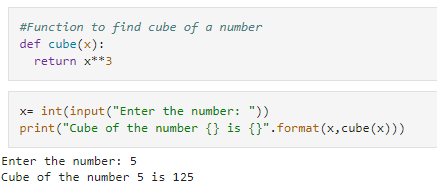 #Function to find cube of a number
def cube(x):
  return x**3
x= int(input("Enter the number: "))
print("Cube of the number {} is {}".format(x,cube(x)))
Enter the number: 5
Cube of the number 5 is 125